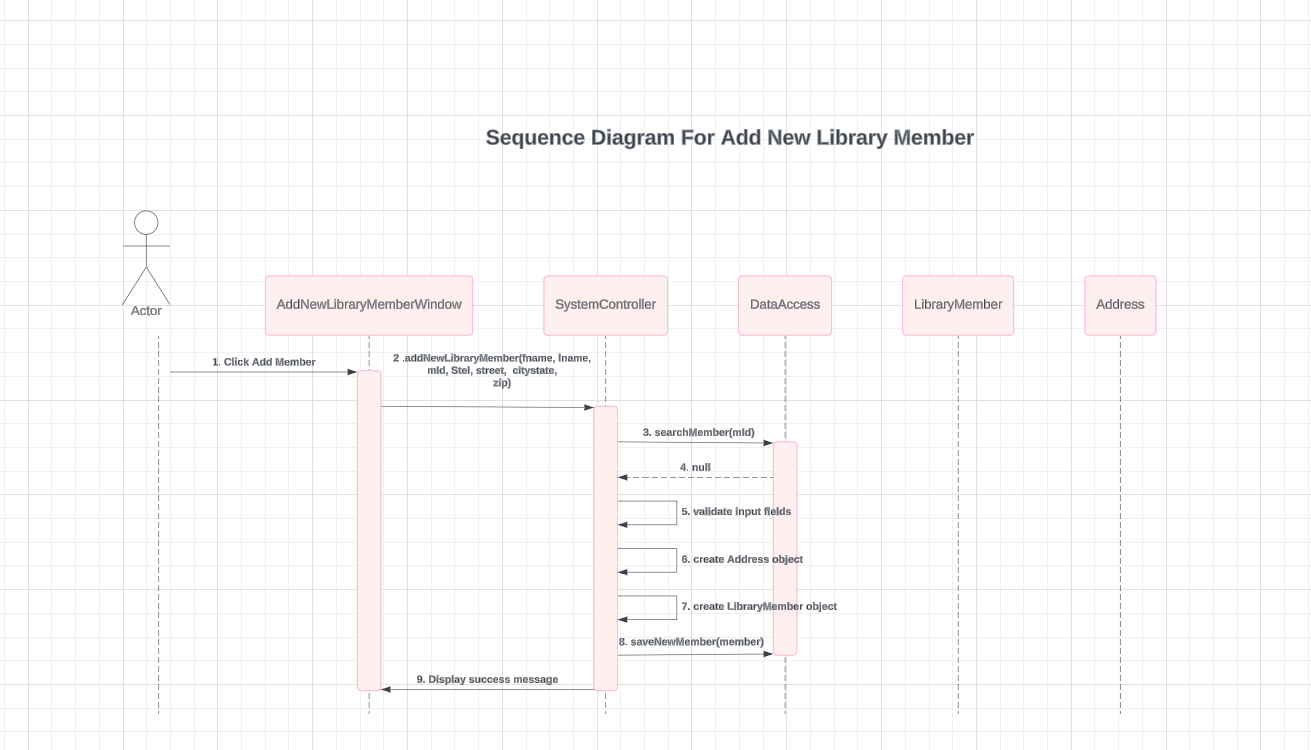 Sequence Diagram For Add New Library Member
Actor
AddNewLibraryMemberWindow
SystemController
DataAccess
LibraryMember
Address
1. Click Add Member
2 .addNewLibraryMember(fname, lname,
mId, Stel, street,  citystate,
zip)
3. searchMember(mId)
4. null
5. validate input fields
6. create Address object
7. create LibraryMember object
8. saveNewMember(member)
9. Display success message